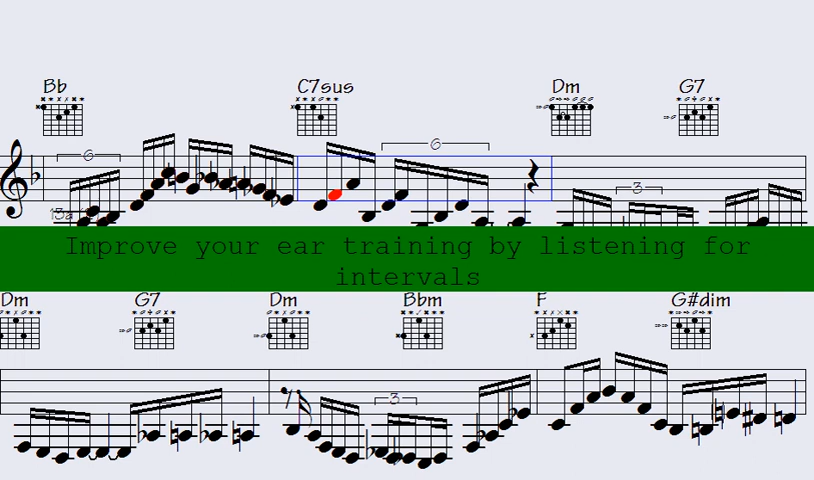 Bb C7sus Dm G7
6 6 3
Improve your ear training by listening for
intervals
Dm G7 Dm Bbm F G#dim
3